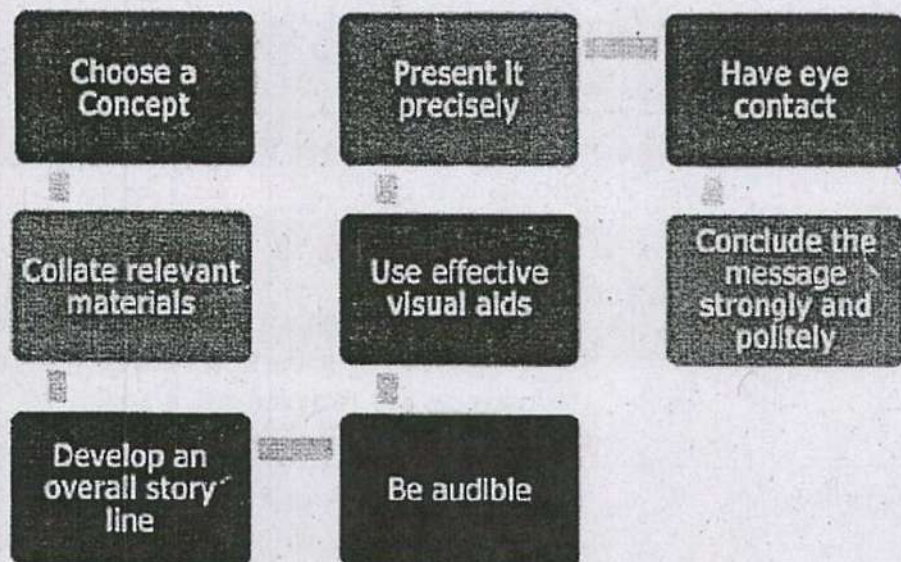 Choose a
Concept
Collate relevant
materials
Develop an
overall story
line
Be audible
Use effective
visual aids
Present it
precisely
Have eye
contact
Conclude the
message
strongly and
politely